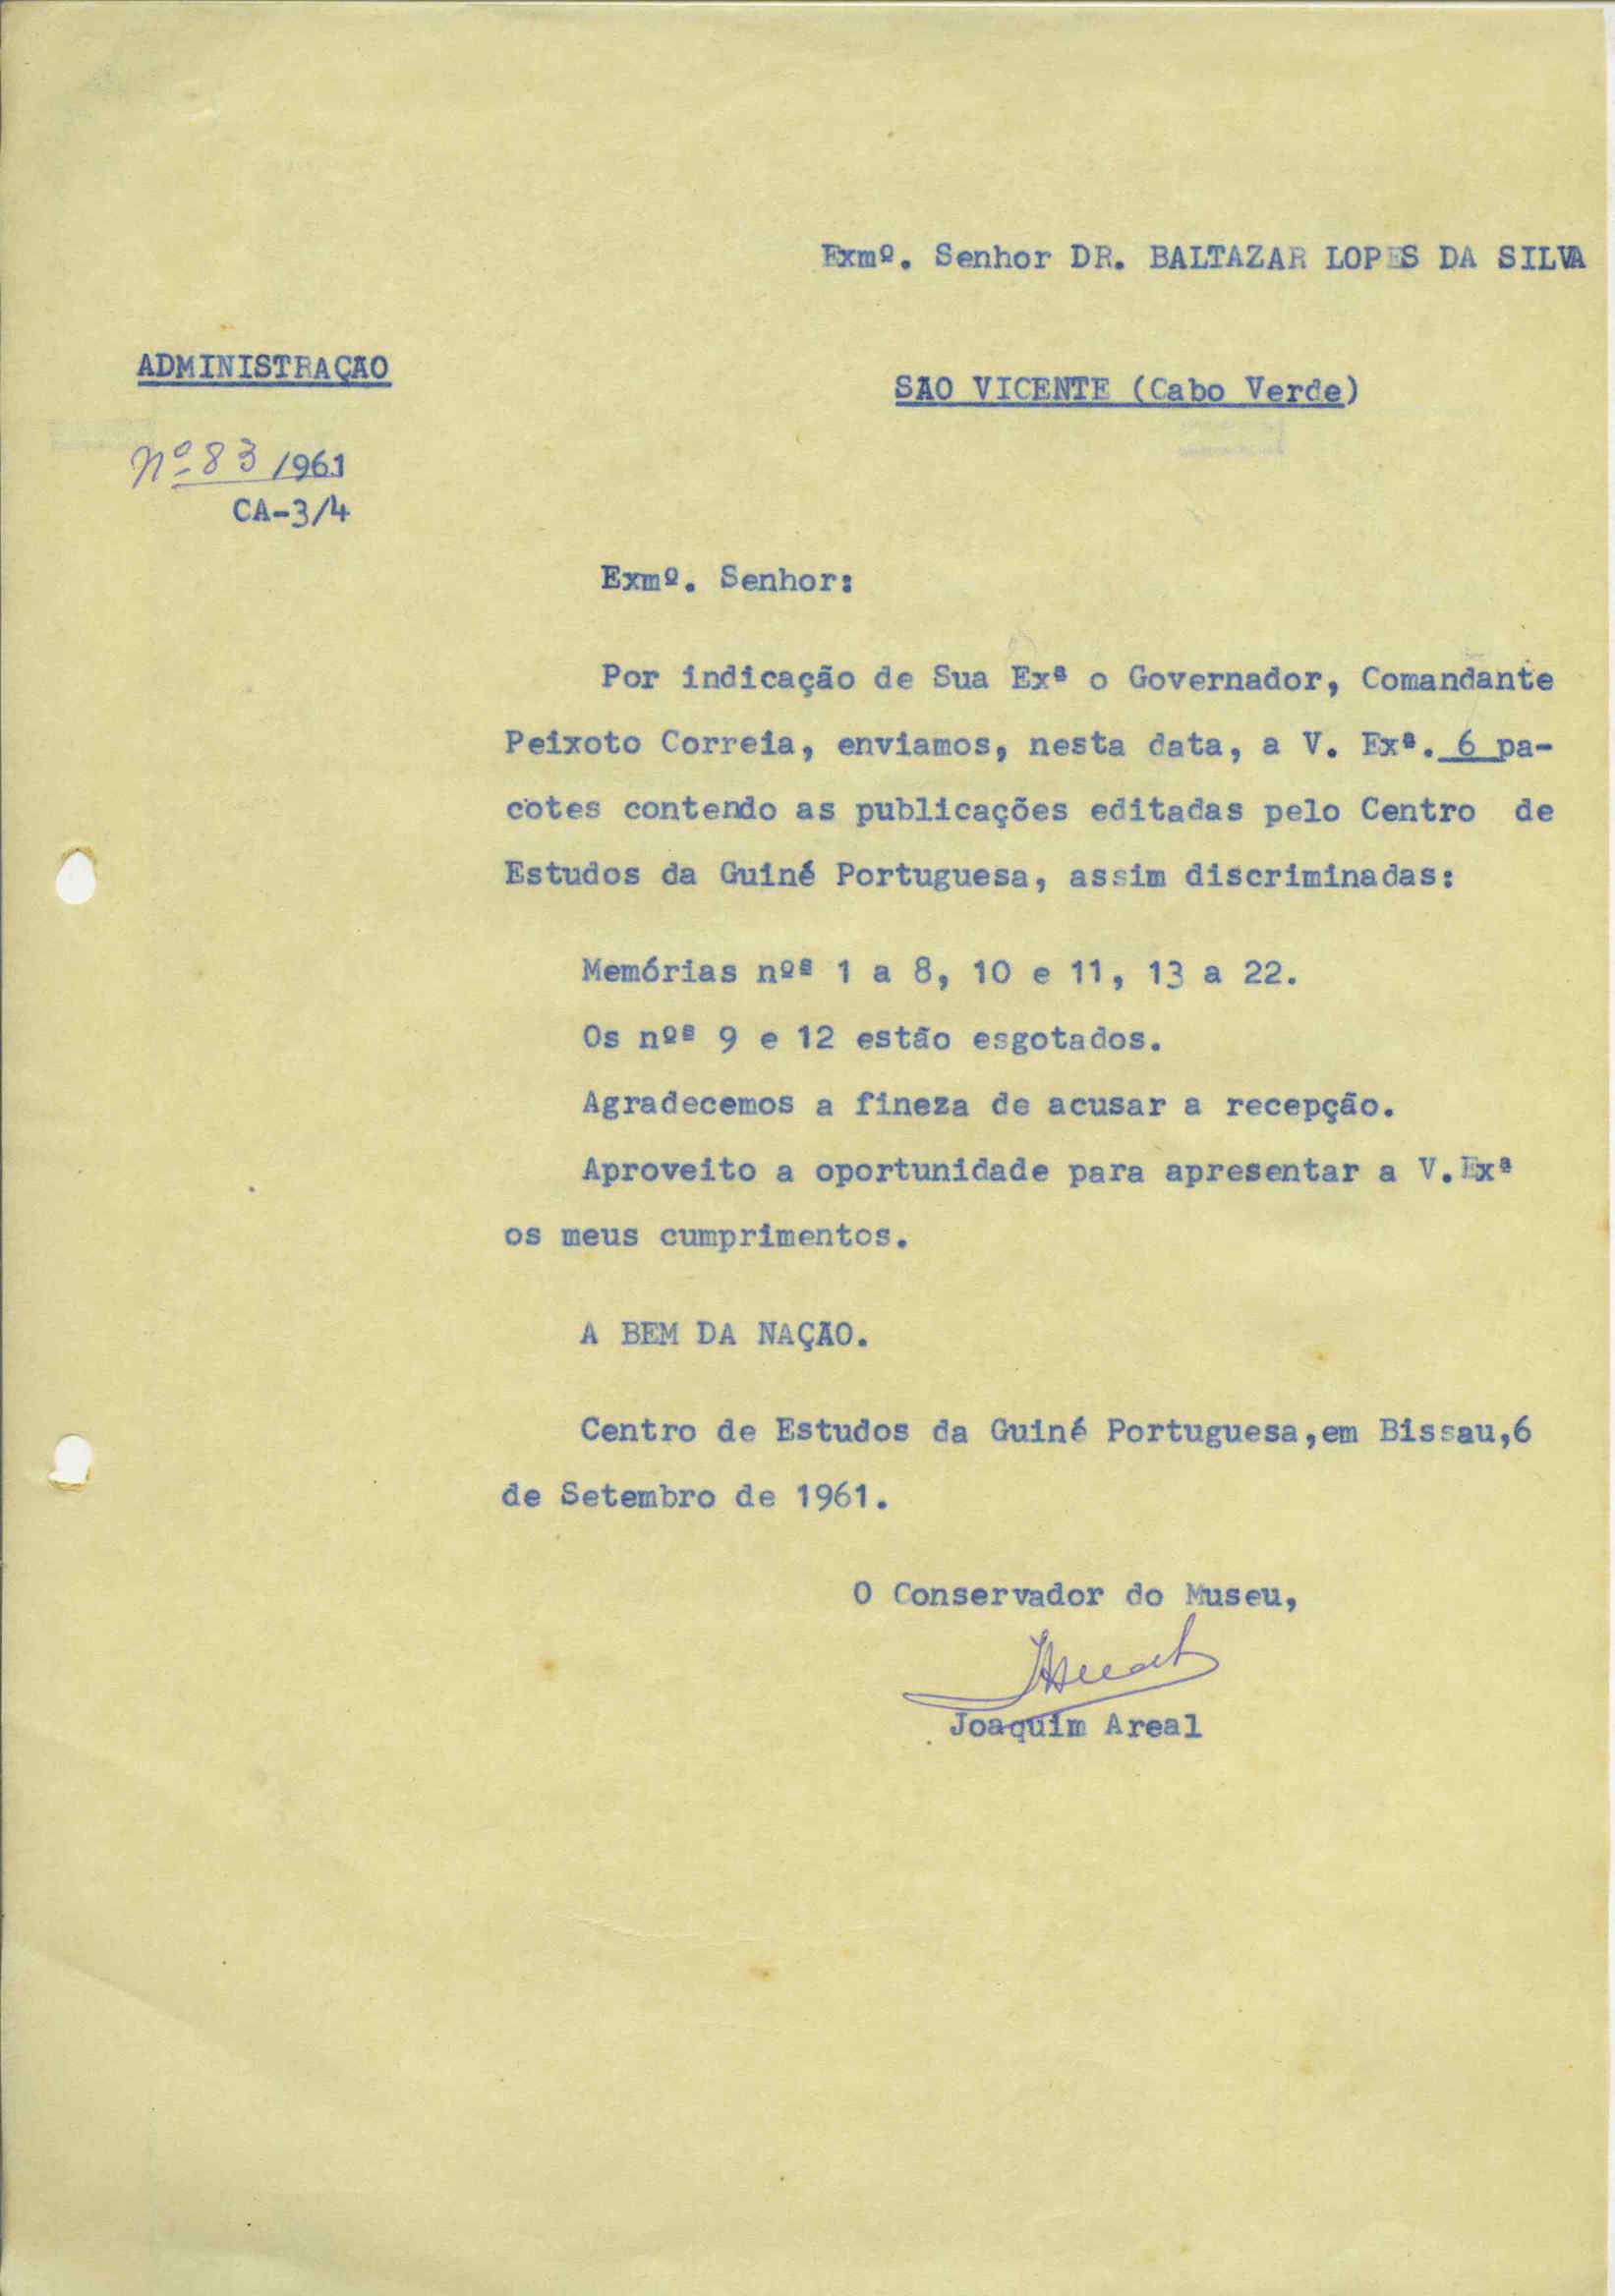 Exmº. Senhor DR. BALTAZAR LOPES DA SILVA
ADMINISTRAÇÃO
SÃO VICENTE (Cabo Verde)
Nº 83 /1961
CA-3/4
Exmº. Senhor:
Por indicação de Sua Exª o Governador, Comandante
Peixoto Correia, enviamos, nesta data, a V. Exª. 6 pa-
cotes contendo as publicações editadas pelo Centro de
Estudos da Guiné Portuguesa, assim discriminadas:
Memórias nºs 1 a 8, 10 e 11, 13 a 22.
Os nºs 9 e 12 estão esgotados.
Agradecemos a fineza de acusar a recepção.
Aproveito a oportunidade para apresentar a V.Exª
os meus cumprimentos.
A BEM DA NAÇÃO.
Centro de Estudos da Guiné Portuguesa,em Bissau,6
de Setembro de 1961.
O Conservador do Museu,
Joaquim Areal